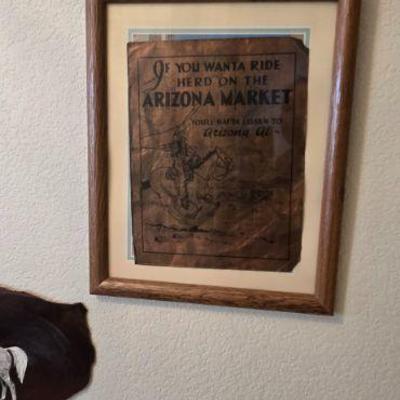 IF YOU WANTA RIDE
HERD ON THE
ARIZONA MARKET
YOU'LL HAFTA LISSEN TO
Arizona Al~